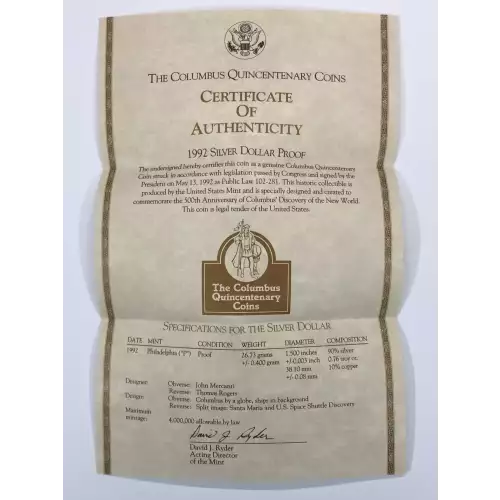 THE COLUMBUS QUINCENTENARY COINS
CERTIFICATE
OF
AUTHENTICITY
1992 SILVER DOLLAR PROOF
The undersigned hereby certifies this coin as a genuine Columbus Quincentenary
Coin struck in accordance with legislation passed by Congress and signed by the
President on May 13, 1992 as Public Law 102-281. This historic collectible is
produced by the United States Mint and is specially designed and created to
commemorate the 500th Anniversary of Columbus' Discovery of the New World.
This coin is legal tender of the United States.
The Columbus
Quincentenary
Coins
SPECIFICATIONS FOR THE SILVER DOLLAR
DATE MINT CONDITION WEIGHT DIAMETER COMPOSITION
1992 Philadelphia ("P") Proof 26.73 grams 1.500 inches 90% silver
+/- 0.400 gram +/-0.003 inch 0.76 troy oz.
38.10 mm 10% copper
+/- 0.08 mm
Designer: Obverse: John Mercanti
Reverse: Thomas Rogers
Design: Obverse: Columbus by a globe, ships in background
Reverse: Split image: Santa Maria and U.S. Space Shuttle Discovery
Maximum
mintage: 4,000,000 allowable by law
David J. Ryder
David J. Ryder
Acting Director
of the Mint